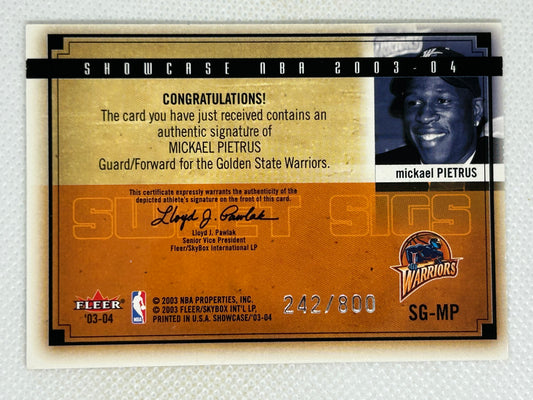 SHOWCASE NBA 2003-04
CONGRATULATIONS!
The card you have just received contains an
authentic signature of
MICKAEL PIETRUS
Guard/Forward for the Golden State Warriors.
mickael PIETRUS
This certificate expressly warrants the authenticity of the
depicted athlete's signature on the front of this card.
SWEET SIGS
Lloyd J. Pawlak
Lloyd J. Pawlak
Senior Vice President
Fleer/SkyBox International LP
WARRIORS
FLEER
'03-04
NBA
© 2003 NBA PROPERTIES, INC.
© 2003 FLEER/SKYBOX INT'L LP,
PRINTED IN U.S.A. SHOWCASE/'03-04
242/800
SG-MP